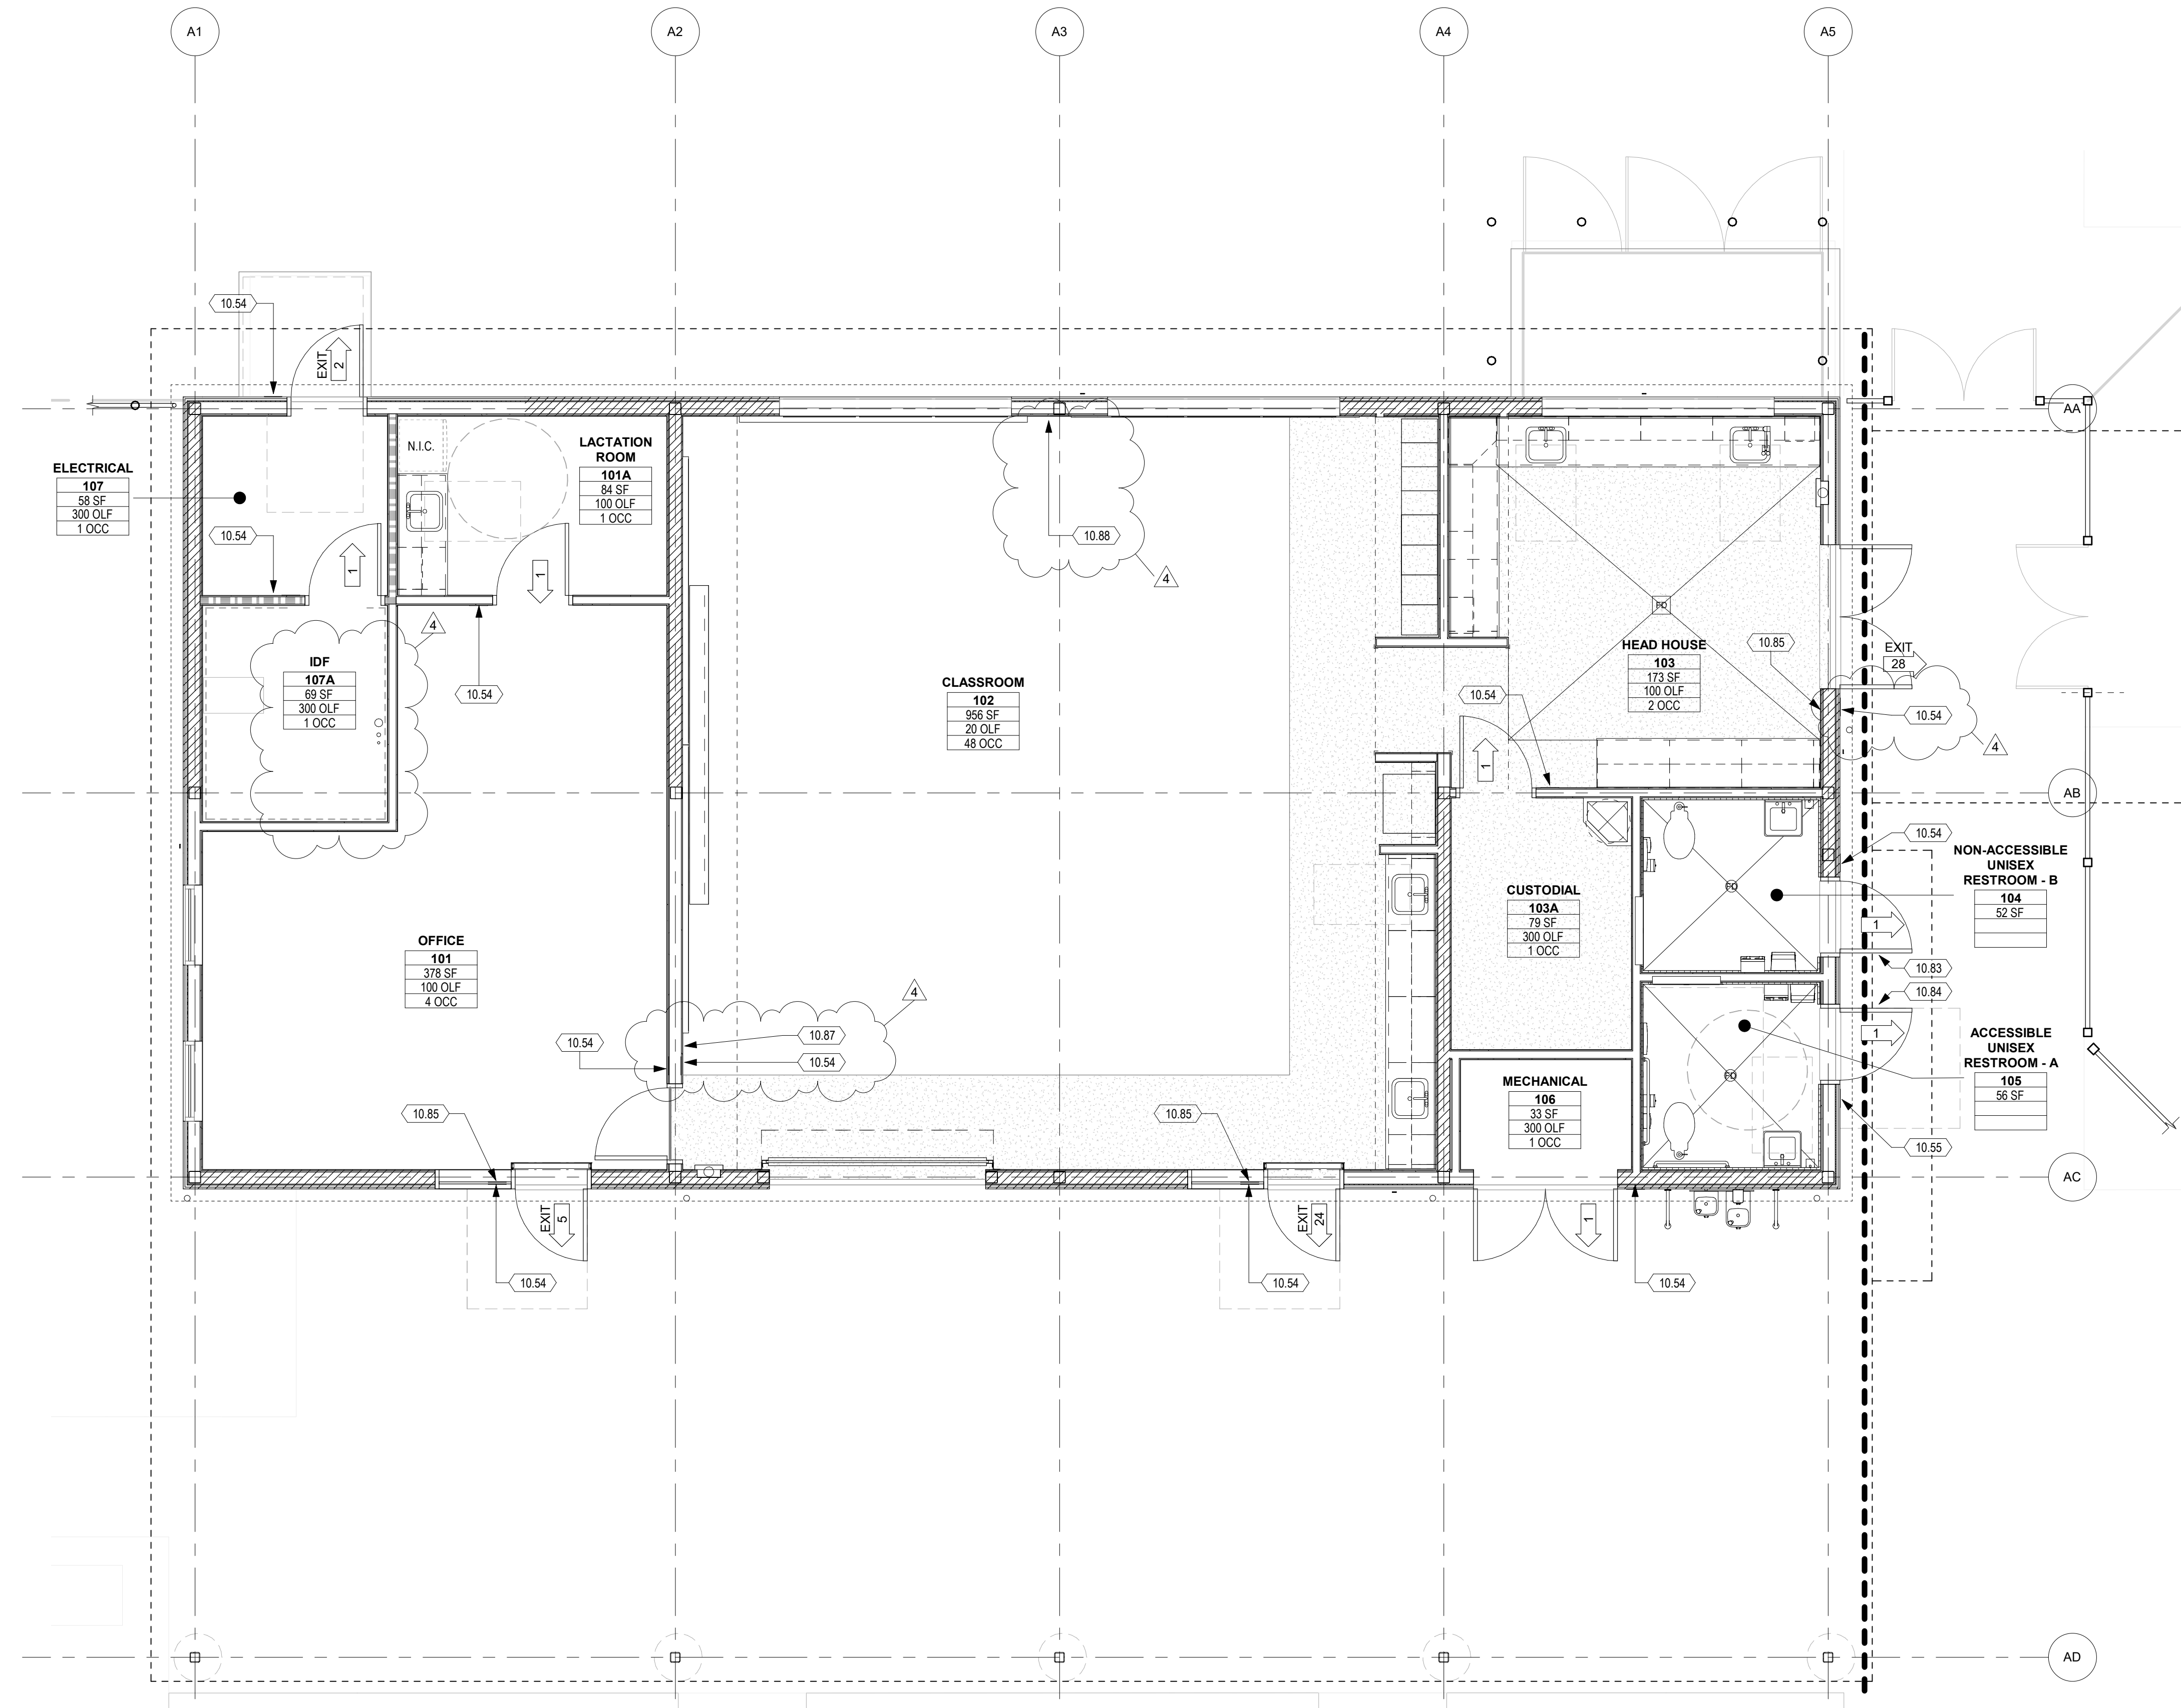 A1
A2
A3
A4
A5
10.54
EXIT
2
AA
ELECTRICAL
107
58 SF
300 OLF
1 OCC
N.I.C.
LACTATION
ROOM
101A
84 SF
100 OLF
1 OCC
10.54
1
1
10.88
4
FD
4
IDF
107A
69 SF
300 OLF
1 OCC
10.54
CLASSROOM
102
956 SF
20 OLF
48 OCC
HEAD HOUSE
103
173 SF
100 OLF
2 OCC
10.85
10.54
EXIT
28
10.54
4
1
AB
10.54
NON-ACCESSIBLE
UNISEX
RESTROOM - B
104
52 SF
FD
1
CUSTODIAL
103A
79 SF
300 OLF
1 OCC
OFFICE
101
378 SF
100 OLF
4 OCC
10.83
10.84
4
10.87
10.54
10.54
1
ACCESSIBLE
UNISEX
RESTROOM - A
105
56 SF
FD
MECHANICAL
106
33 SF
300 OLF
1 OCC
10.85
10.85
10.55
AC
EXIT
5
EXIT
24
1
10.54
10.54
10.54
AD